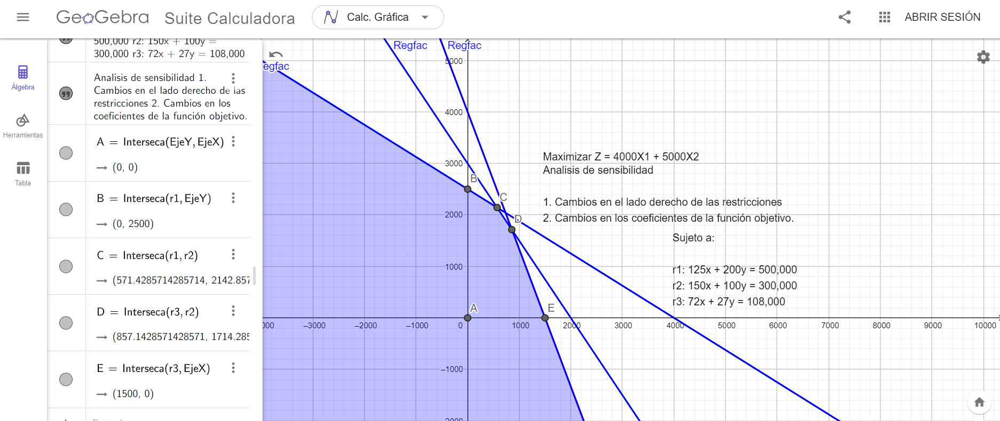 GeoGebra Suite Calculadora Calc. Gráfica ABRIR SESIÓN
Álgebra
Herramientas
Tabla
500,000 r2: 150x + 100y =
300,000 r3: 72x + 27y = 108,000
Analisis de sensibilidad 1.
Cambios en el lado derecho de las
restricciones 2. Cambios en los
coeficientes de la función objetivo.
A = Interseca(EjeY, EjeX)
→ (0, 0)
B = Interseca(r1, EjeY)
→ (0, 2500)
C = Interseca(r1, r2)
→ (571.4285714285714, 2142.857
D = Interseca(r3, r2)
→ (857.1428571428571, 1714.285
E = Interseca(r3, EjeX)
→ (1500, 0)
egfac
Regfac
Regfac
5000
4000
3000
2000
1000
−1000
B
C
D
A
E
000 −3000 −2000 −1000 0 1000 2000 3000 4000 5000 6000 7000 8000 9000 10000
Maximizar Z = 4000X1 + 5000X2
Analisis de sensibilidad
1. Cambios en el lado derecho de las restricciones
2. Cambios en los coeficientes de la función objetivo.
Sujeto a:
r1: 125x + 200y = 500,000
r2: 150x + 100y = 300,000
r3: 72x + 27y = 108,000